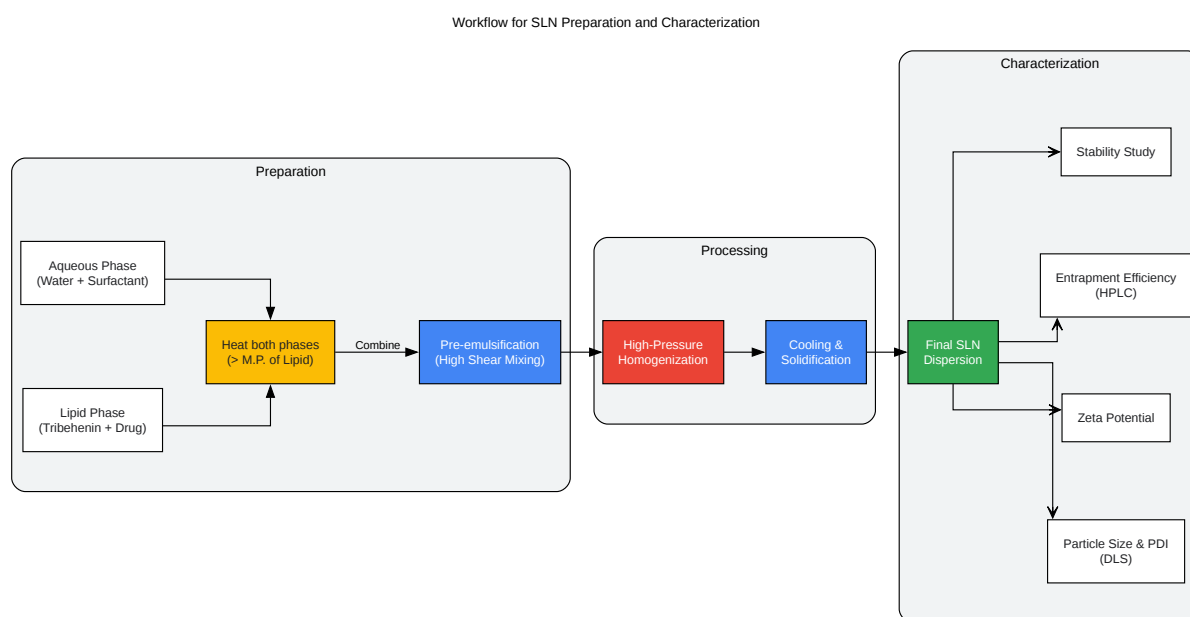 Workflow for SLN Preparation and Characterization
Preparation
Aqueous Phase
(Water + Surfactant)
Lipid Phase
(Tribehenin + Drug)
Heat both phases
(> M.P. of Lipid)
Combine
Pre-emulsification
(High Shear Mixing)
Processing
High-Pressure
Homogenization
Cooling &
Solidification
Characterization
Final SLN
Dispersion
Stability Study
Entrapment Efficiency
(HPLC)
Zeta Potential
Particle Size & PDI
(DLS)